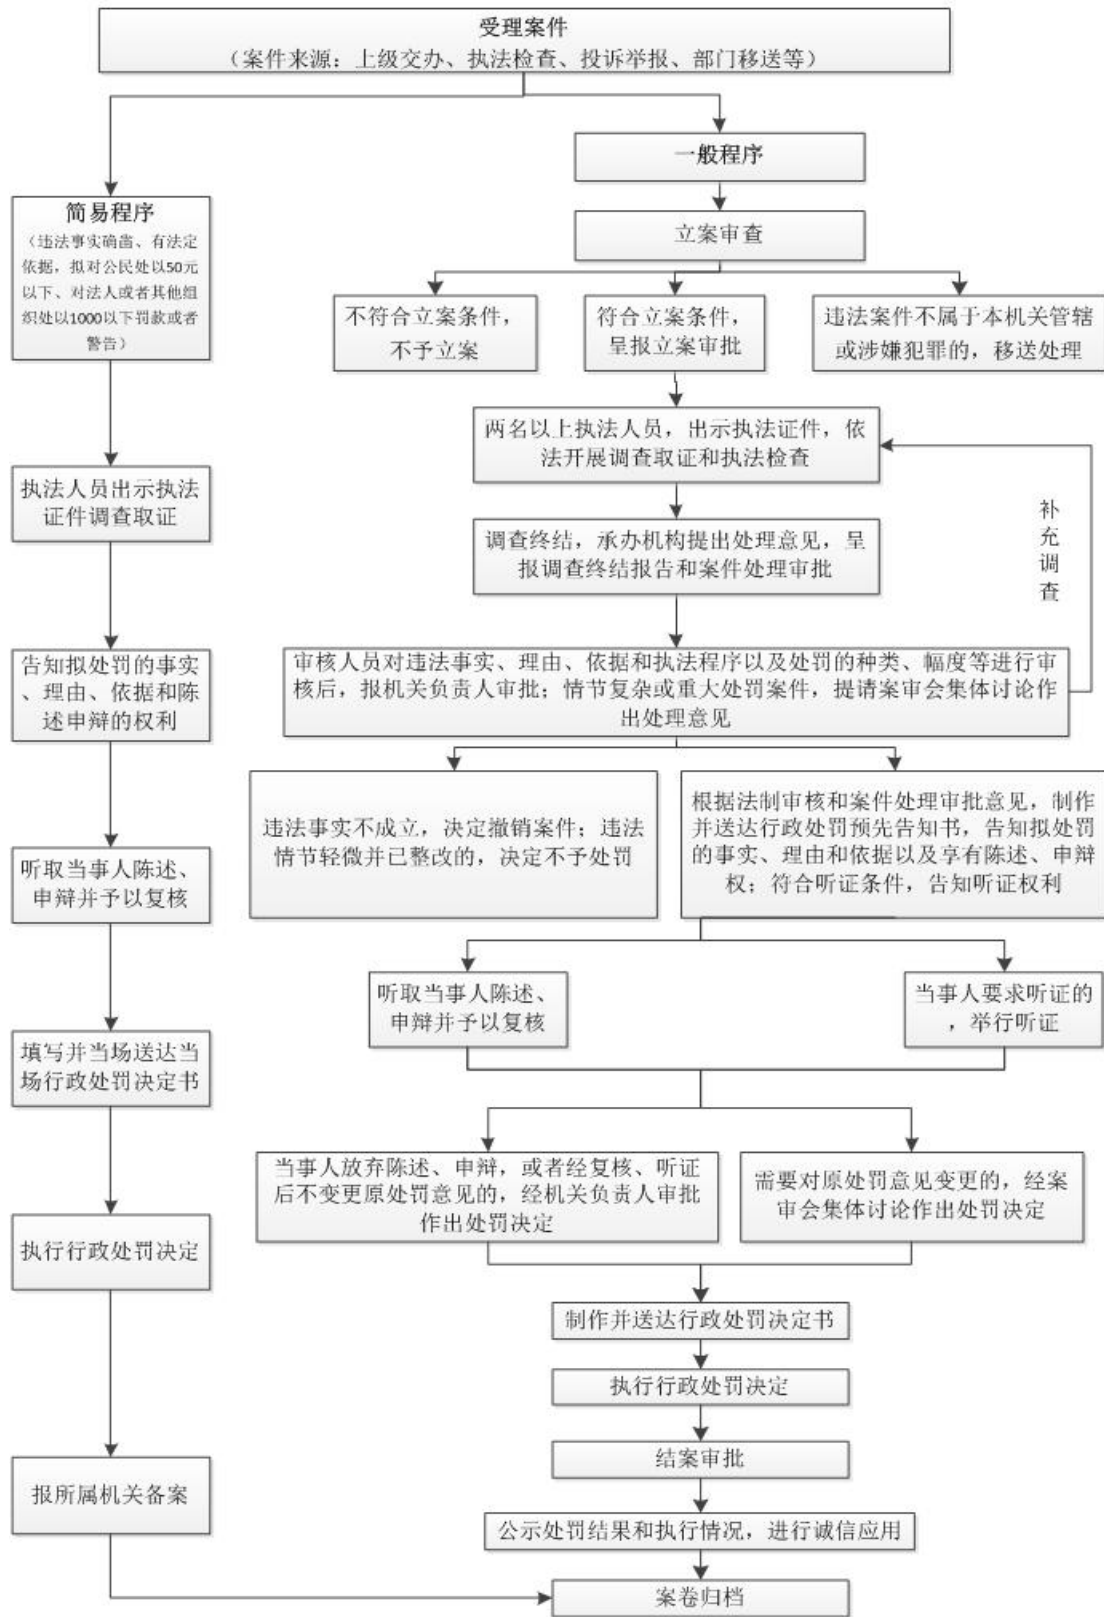 受理案件
（案件来源：上级交办、执法检查、投诉举报、部门移送等）
一般程序
简易程序
（违法事实确凿、有法定
依据，拟对公民处以50元
以下、对法人或者其他组
织处以1000以下罚款或者
警告）
立案审查
不符合立案条件，
不予立案
符合立案条件，
呈报立案审批
违法案件不属于本机关管辖
或涉嫌犯罪的，移送处理
两名以上执法人员，出示执法证件，依
法开展调查取证和执法检查
执法人员出示执法
证件调查取证
补
充
调
查
调查终结，承办机构提出处理意见，呈
报调查终结报告和案件处理审批
告知拟处罚的事实
、理由、依据和陈
述申辩的权利
审核人员对违法事实、理由、依据和执法程序以及处罚的种类、幅度等进行审
核后，报机关负责人审批；情节复杂或重大处罚案件，提请案审会集体讨论作
出处理意见
违法事实不成立，决定撤销案件；违法
情节轻微并已整改的，决定不予处罚
根据法制审核和案件处理审批意见，制作
并送达行政处罚预先告知书，告知拟处罚
的事实、理由和依据以及享有陈述、申辩
权；符合听证条件，告知听证权利
听取当事人陈述、
申辩并予以复核
听取当事人陈述、
申辩并予以复核
当事人要求听证的
，举行听证
填写并当场送达当
场行政处罚决定书
当事人放弃陈述、申辩，或者经复核、听证
后不变更原处罚意见的，经机关负责人审批
作出处罚决定
需要对原处罚意见变更的，经案
审会集体讨论作出处罚决定
执行行政处罚决定
制作并送达行政处罚决定书
执行行政处罚决定
结案审批
报所属机关备案
公示处罚结果和执行情况，进行诚信应用
案卷归档